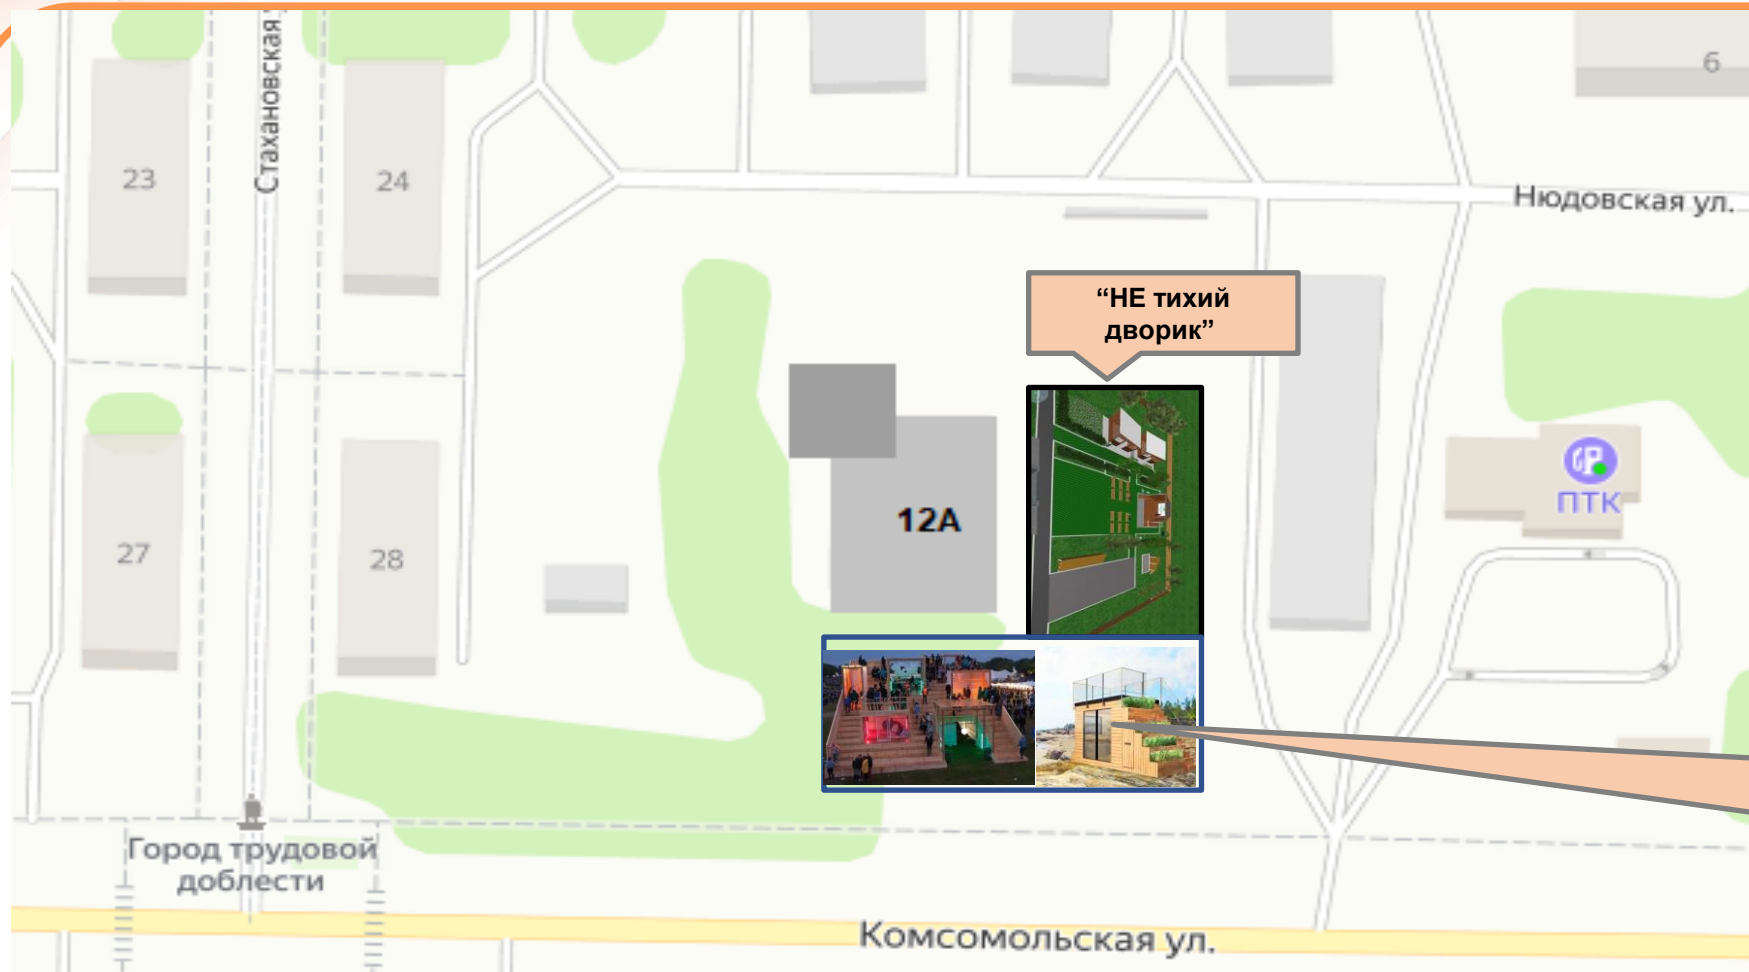 Стахановская
6
23
24
Нюдовская ул.
“НЕ тихий
дворик”
12А
ПТК
27
28
Город трудовой
доблести
Комсомольская ул.